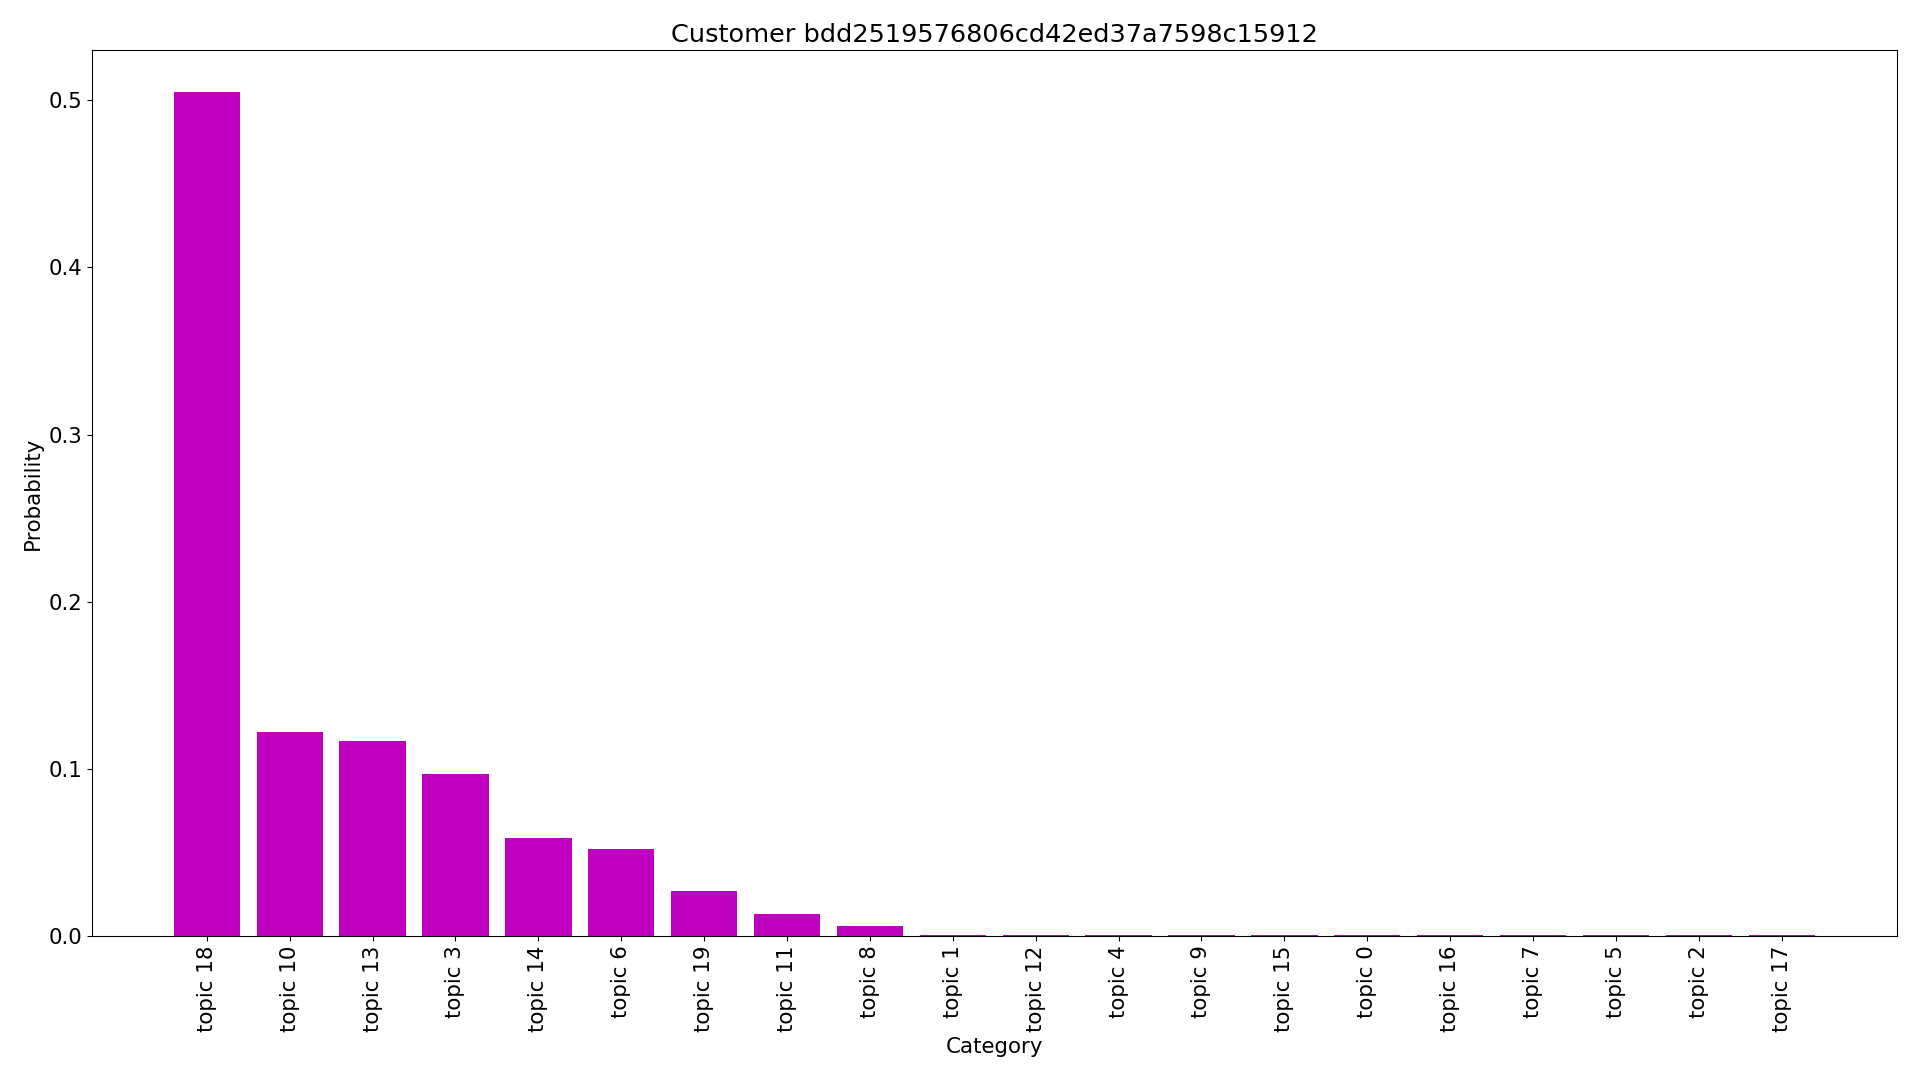 Customer bdd2519576806cd42ed37a7598c15912
Probability
0.5
0.4
0.3
0.2
0.1
0.0
topic 18
topic 10
topic 13
topic 3
topic 14
topic 6
topic 19
topic 11
topic 8
topic 1
topic 12
topic 4
topic 9
topic 15
topic 0
topic 16
topic 7
topic 5
topic 2
topic 17
Category